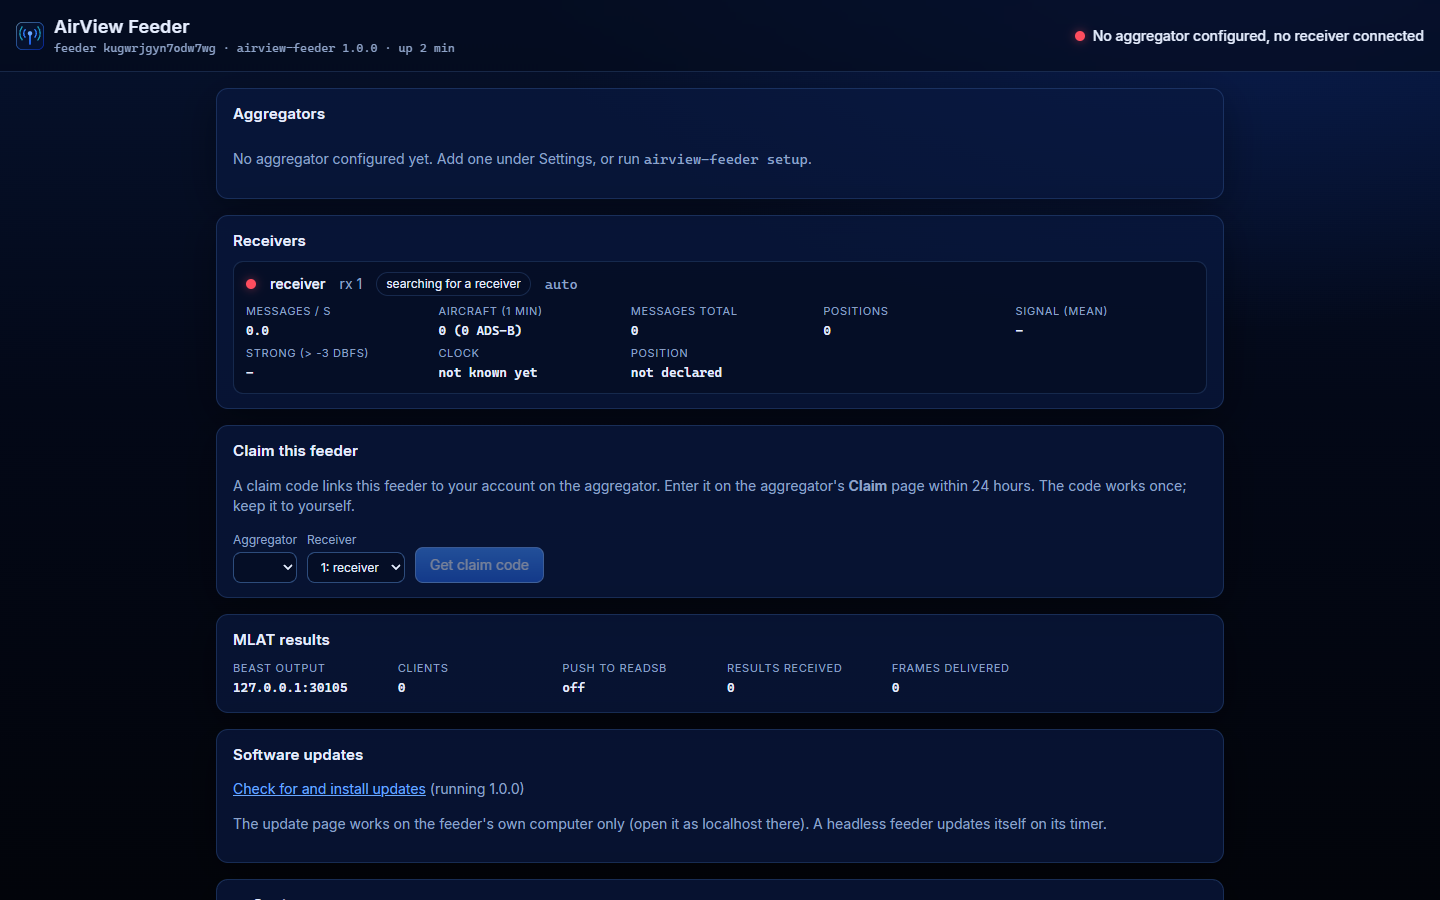 AirView Feeder
feeder kugwrjgyn7odw7wg · airview-feeder 1.0.0 · up 2 min
No aggregator configured, no receiver connected
Aggregators
No aggregator configured yet. Add one under Settings, or run airview-feeder setup.
Receivers
receiver rx 1 searching for a receiver auto
MESSAGES / S AIRCRAFT (1 MIN) MESSAGES TOTAL POSITIONS SIGNAL (MEAN)
0.0 0 (0 ADS-B) 0 0 –
STRONG (> -3 DBFS) CLOCK POSITION
– not known yet not declared
Claim this feeder
A claim code links this feeder to your account on the aggregator. Enter it on the aggregator's Claim page within 24 hours. The code works once;
keep it to yourself.
Aggregator Receiver
1: receiver Get claim code
MLAT results
BEAST OUTPUT CLIENTS PUSH TO READSB RESULTS RECEIVED FRAMES DELIVERED
127.0.0.1:30105 0 off 0 0
Software updates
Check for and install updates (running 1.0.0)
The update page works on the feeder's own computer only (open it as localhost there). A headless feeder updates itself on its timer.